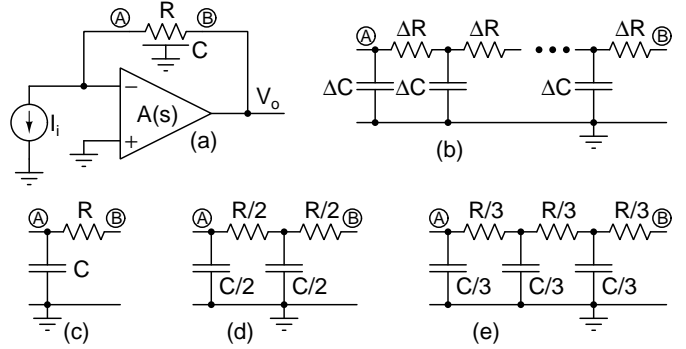 A R B
C
− A(s) V_o
I_i + (a)
A ΔR ΔR ΔR B
ΔC ΔC ΔC
(b)
A R B
C
(c)
A R/2 R/2 B
C/2 C/2
(d)
A R/3 R/3 R/3 B
C/3 C/3 C/3
(e)